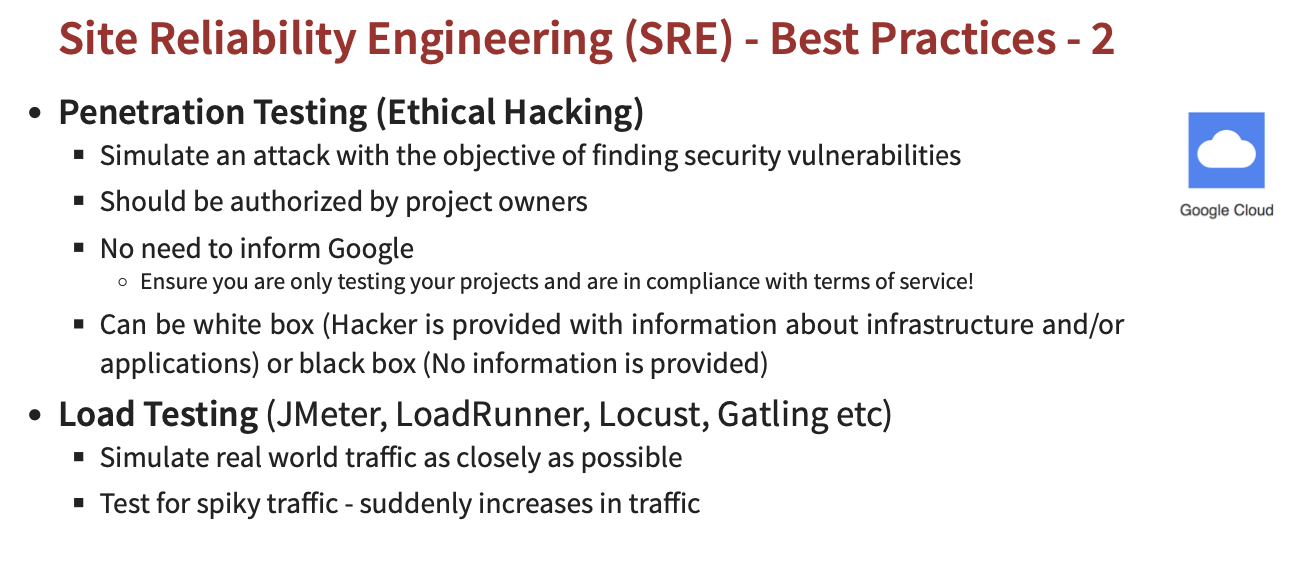 Site Reliability Engineering (SRE) - Best Practices - 2
• Penetration Testing (Ethical Hacking)
▪ Simulate an attack with the objective of finding security vulnerabilities
▪ Should be authorized by project owners
▪ No need to inform Google
○ Ensure you are only testing your projects and are in compliance with terms of service!
▪ Can be white box (Hacker is provided with information about infrastructure and/or
applications) or black box (No information is provided)
• Load Testing (JMeter, LoadRunner, Locust, Gatling etc)
▪ Simulate real world traffic as closely as possible
▪ Test for spiky traffic - suddenly increases in traffic
Google Cloud